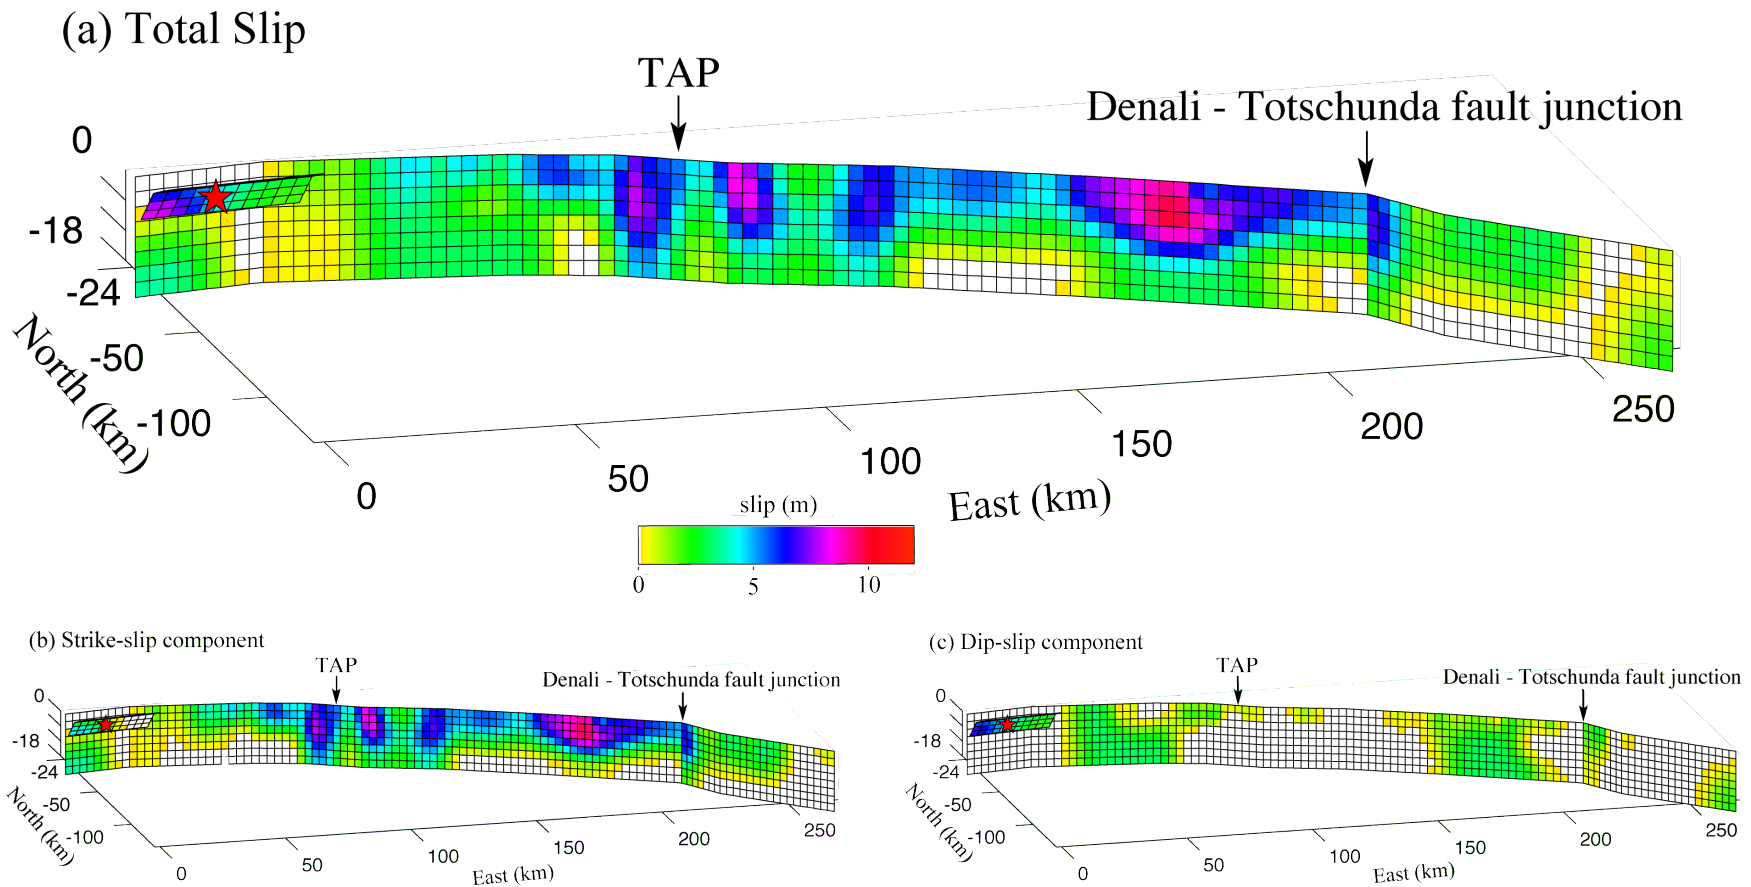 (a) Total Slip
TAP
Denali - Totschunda fault junction
0
-18
-24
-50
-100
North (km)
0
50
100
150
200
250
East (km)
slip (m)
0 5 10
(b) Strike-slip component
TAP
Denali - Totschunda fault junction
0
-18
-24
-50
-100
North (km)
0
50
100
150
200
250
East (km)
(c) Dip-slip component
TAP
Denali - Totschunda fault junction
0
-18
-24
-50
-100
North (km)
0
50
100
150
200
250
East (km)